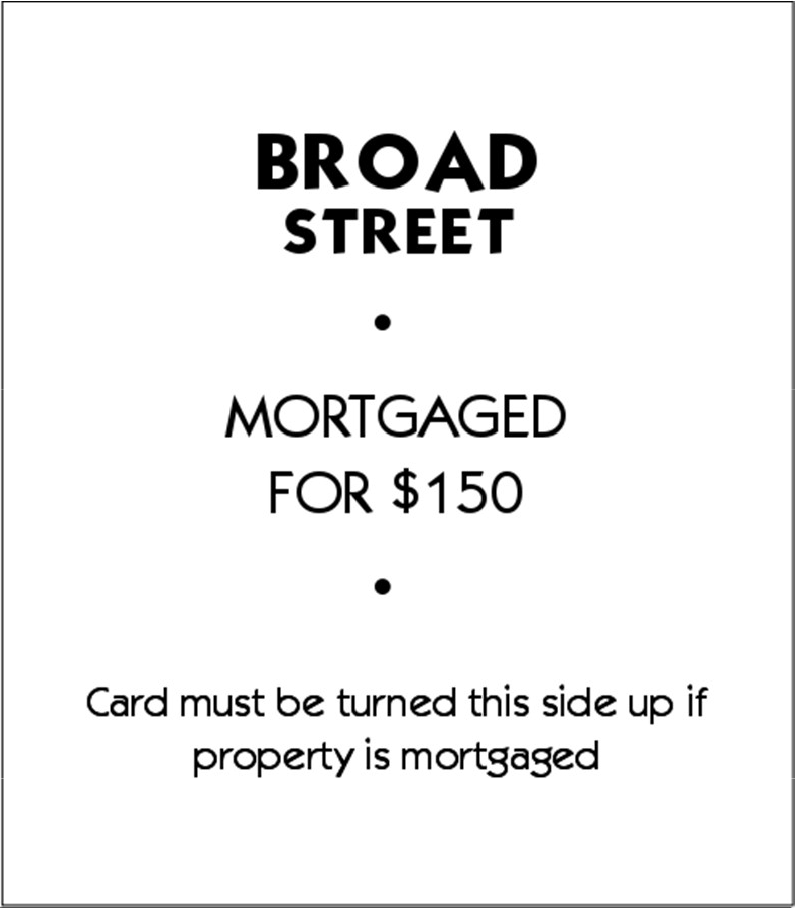 BROAD
STREET
•
MORTGAGED
FOR $150
•
Card must be turned this side up if
property is mortgaged